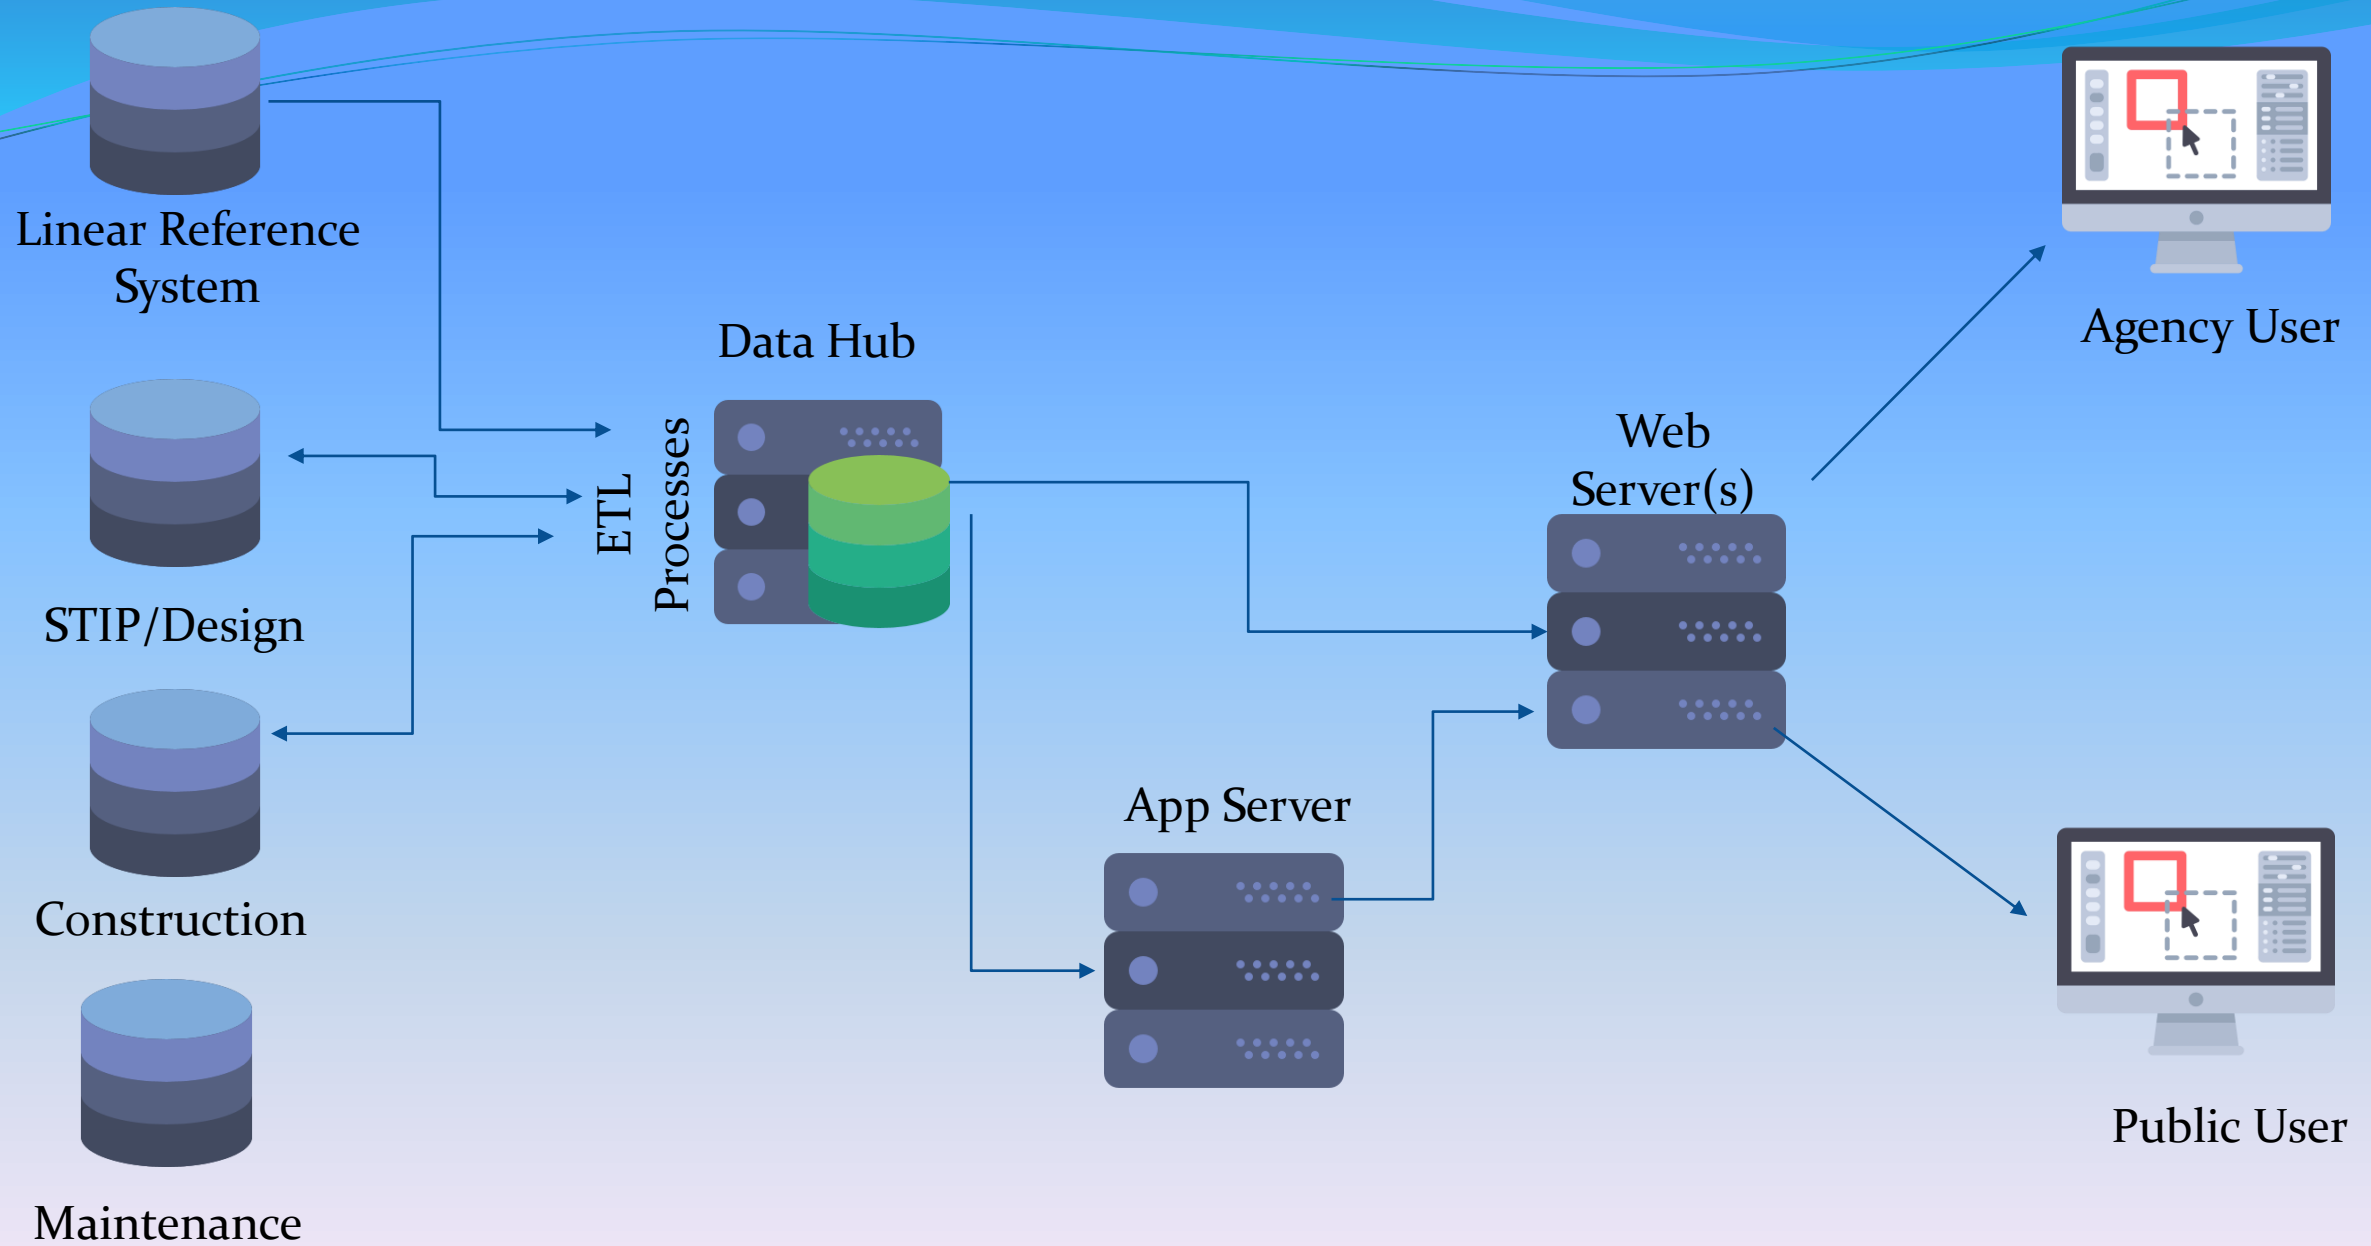 Linear Reference
System
STIP/Design
Construction
Maintenance
ETL
Processes
Data Hub
App Server
Web
Server(s)
Agency User
Public User